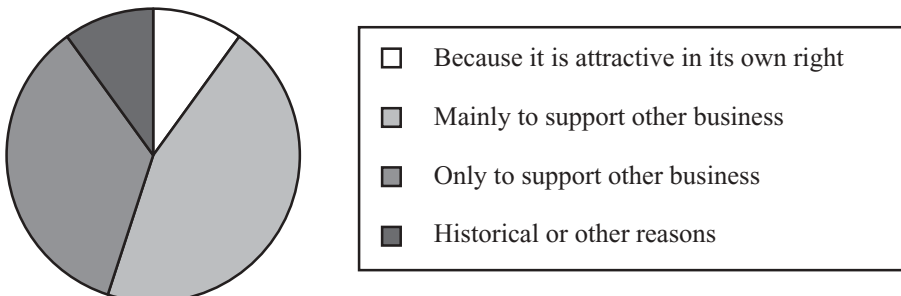 Because it is attractive in its own right
Mainly to support other business
Only to support other business
Historical or other reasons